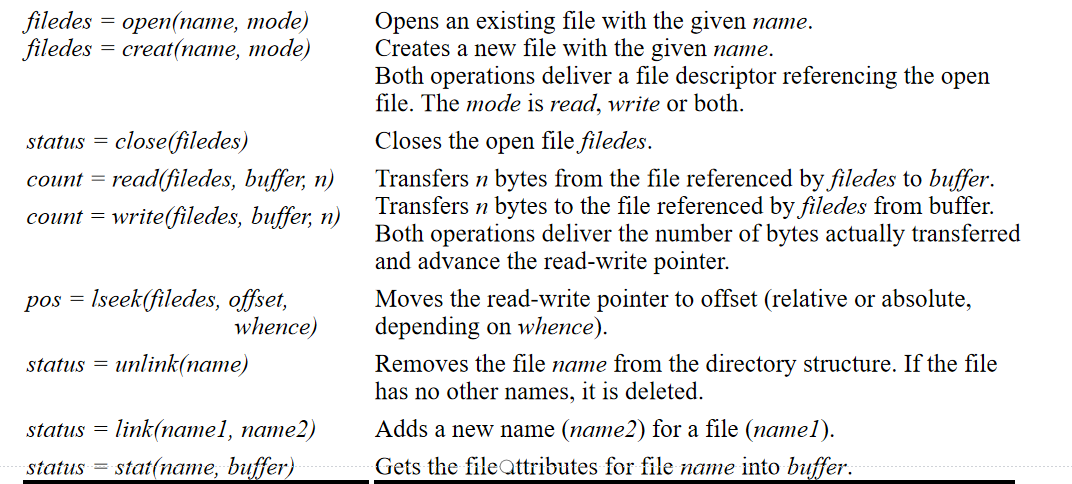 filedes = open(name, mode) Opens an existing file with the given name.
filedes = creat(name, mode) Creates a new file with the given name.
Both operations deliver a file descriptor referencing the open
file. The mode is read, write or both.
status = close(filedes) Closes the open file filedes.
count = read(filedes, buffer, n) Transfers n bytes from the file referenced by filedes to buffer.
count = write(filedes, buffer, n) Transfers n bytes to the file referenced by filedes from buffer.
Both operations deliver the number of bytes actually transferred
and advance the read-write pointer.
pos = lseek(filedes, offset, Moves the read-write pointer to offset (relative or absolute,
whence) depending on whence).
status = unlink(name) Removes the file name from the directory structure. If the file
has no other names, it is deleted.
status = link(name1, name2) Adds a new name (name2) for a file (name1).
status = stat(name, buffer) Gets the file attributes for file name into buffer.